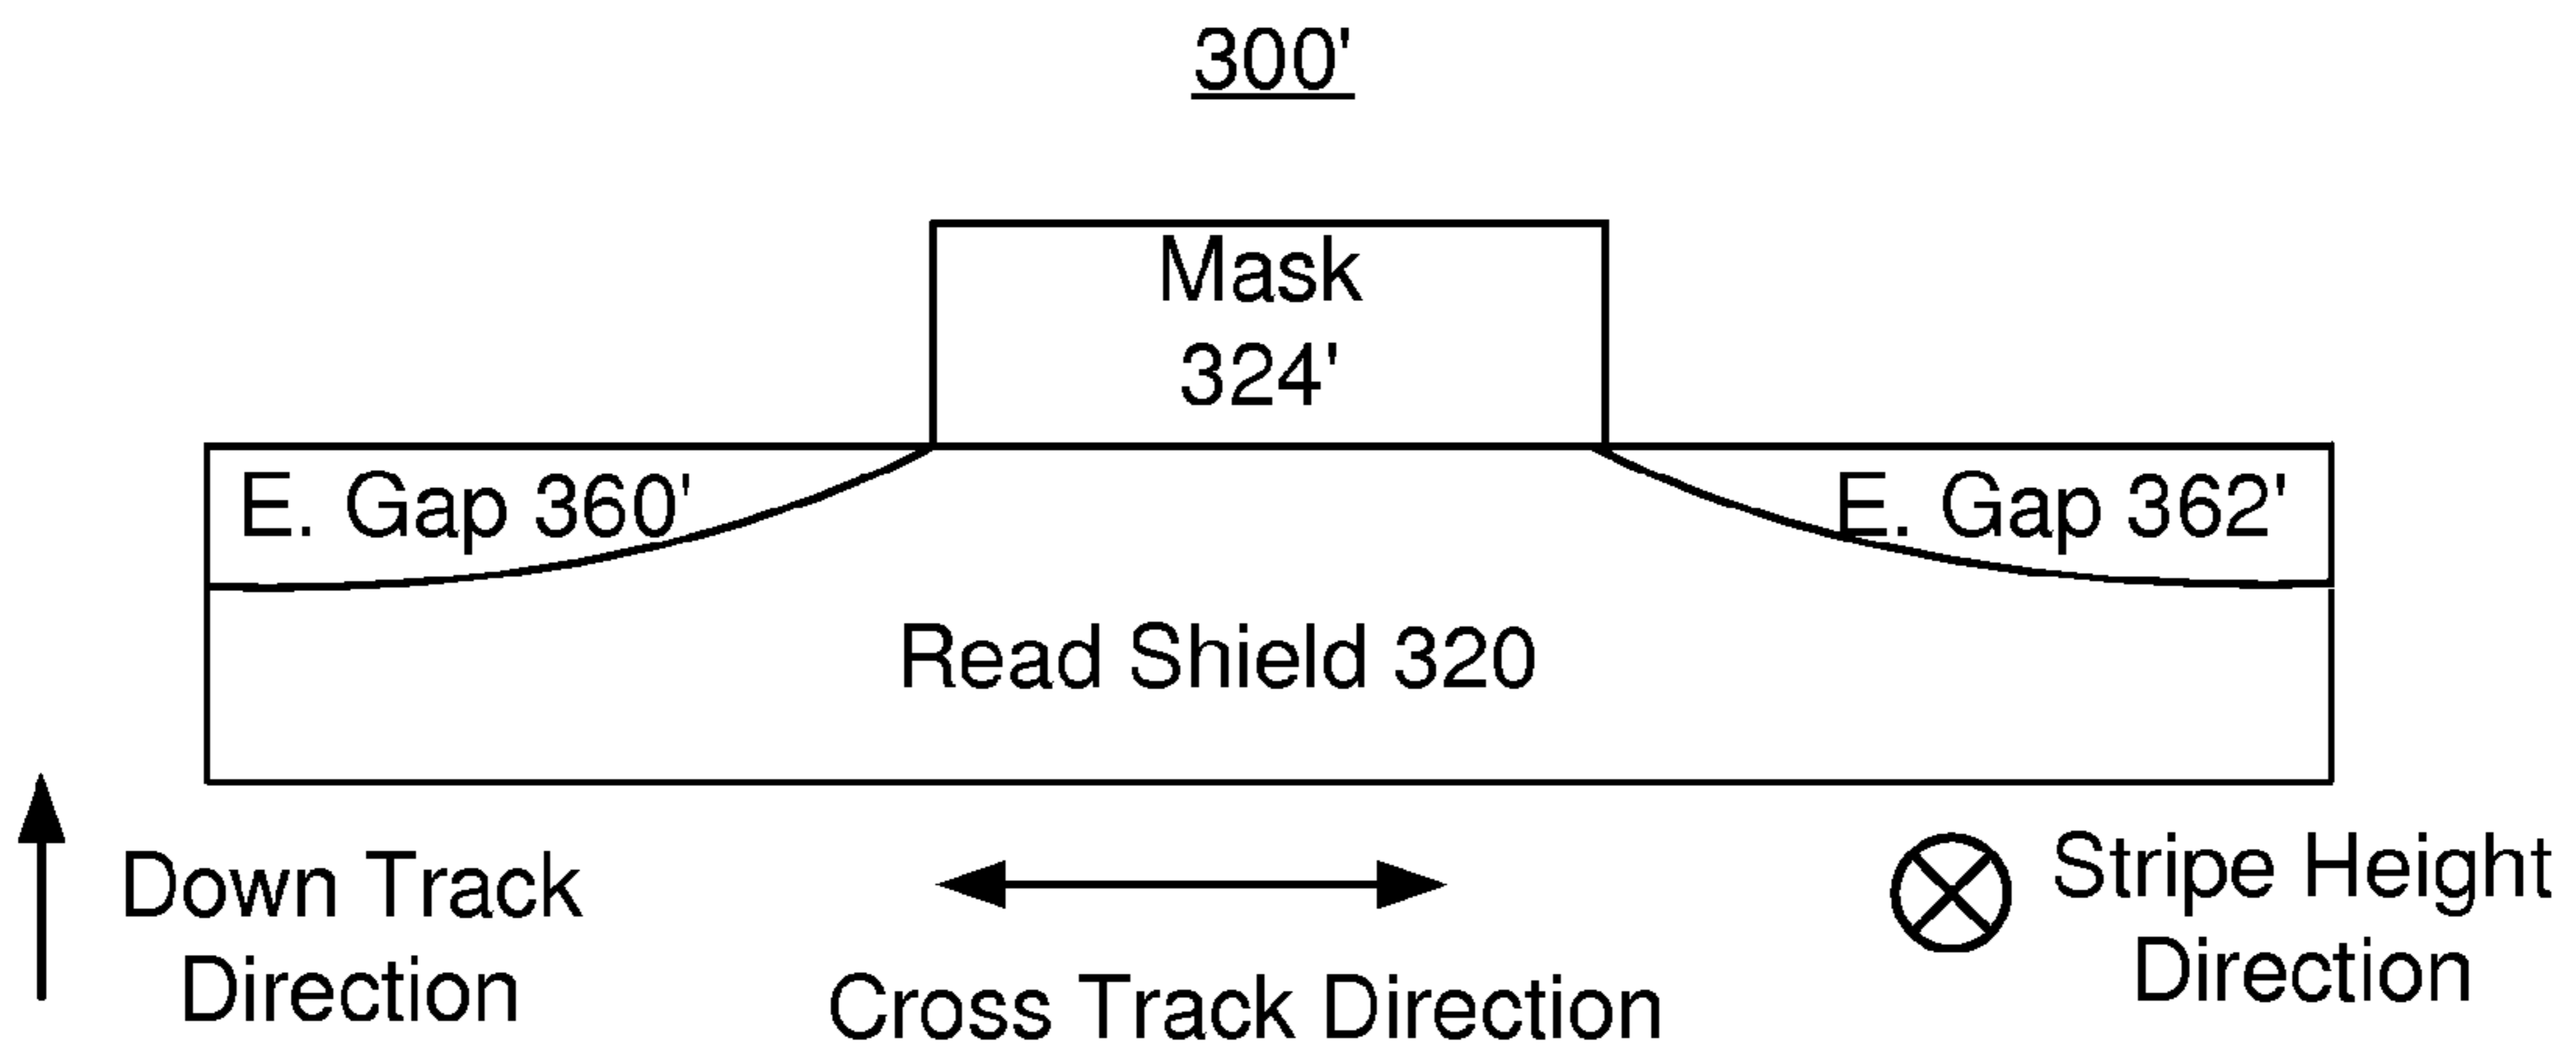 300'
Mask
324'
E. Gap 360'
E. Gap 362'
Read Shield 320
Down Track
Direction
Cross Track Direction
Stripe Height
Direction